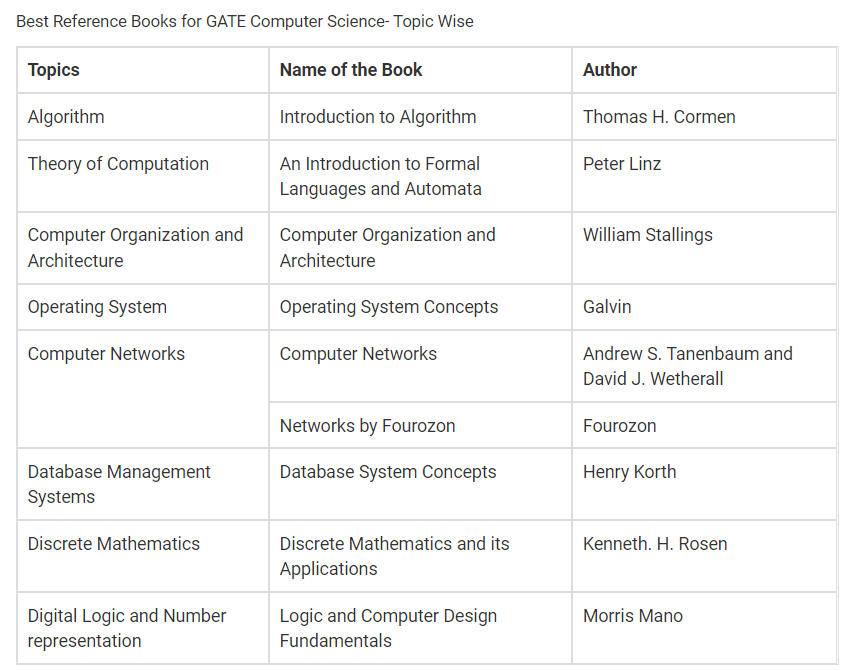 Best Reference Books for GATE Computer Science- Topic Wise
Topics Name of the Book Author
Algorithm Introduction to Algorithm Thomas H. Cormen
Theory of Computation An Introduction to Formal Peter Linz
Languages and Automata
Computer Organization and Computer Organization and William Stallings
Architecture Architecture
Operating System Operating System Concepts Galvin
Computer Networks Computer Networks Andrew S. Tanenbaum and
David J. Wetherall
Networks by Fourozon Fourozon
Database Management Database System Concepts Henry Korth
Systems
Discrete Mathematics Discrete Mathematics and its Kenneth. H. Rosen
Applications
Digital Logic and Number Logic and Computer Design Morris Mano
representation Fundamentals